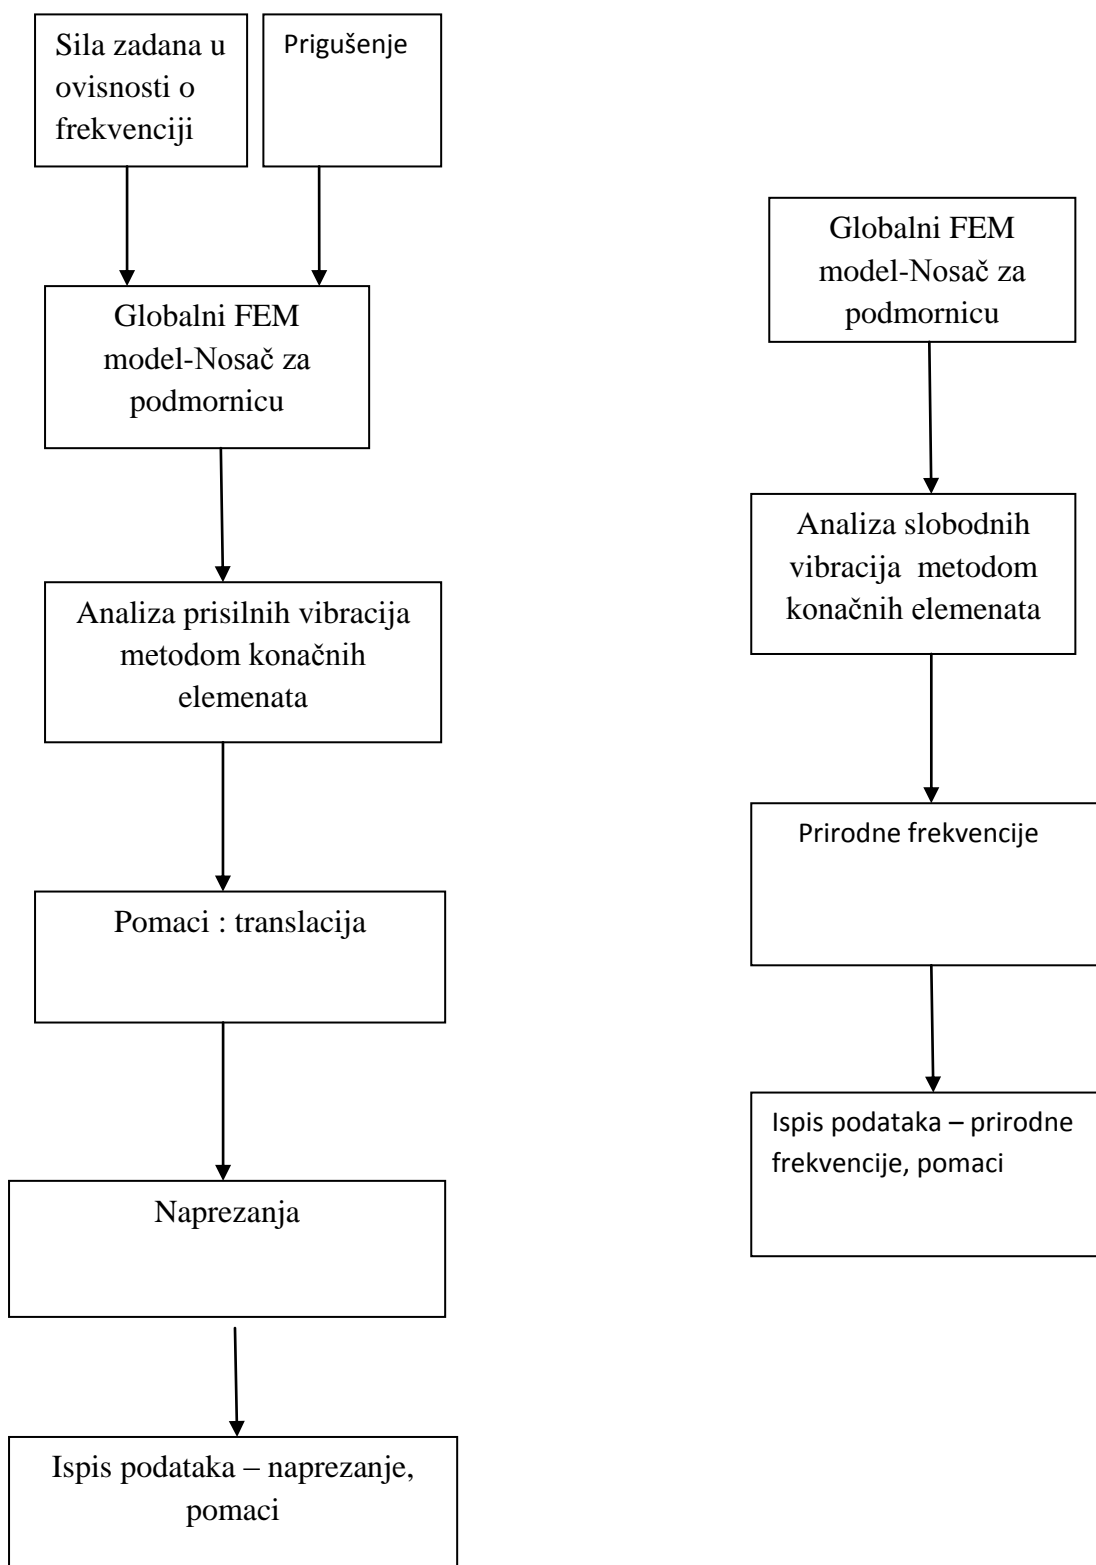 Sila zadana u
ovisnosti o
frekvenciji
Prigušenje
Globalni FEM
model-Nosač za
podmornicu
Analiza prisilnih vibracija
metodom konačnih
elemenata
Pomaci : translacija
Naprezanja
Ispis podataka – naprezanje,
pomaci
Globalni FEM
model-Nosač za
podmornicu
Analiza slobodnih
vibracija  metodom
konačnih elemenata
Prirodne frekvencije
Ispis podataka – prirodne
frekvencije, pomaci